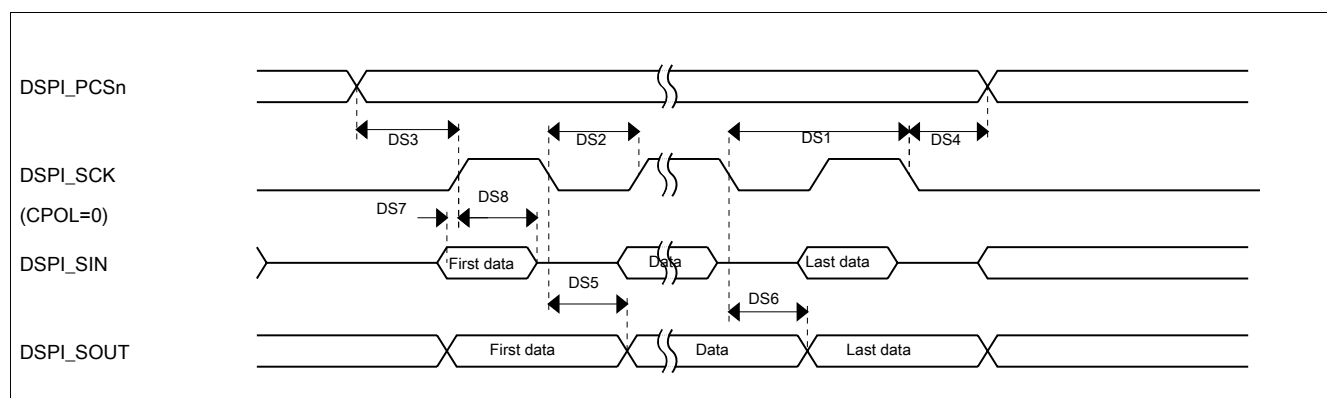 DSPI_PCSn
DS3
DS2
DS1
DS4
DSPI_SCK
(CPOL=0)
DS7
DS8
DSPI_SIN
First data
Data
Last data
DS5
DS6
DSPI_SOUT
First data
Data
Last data